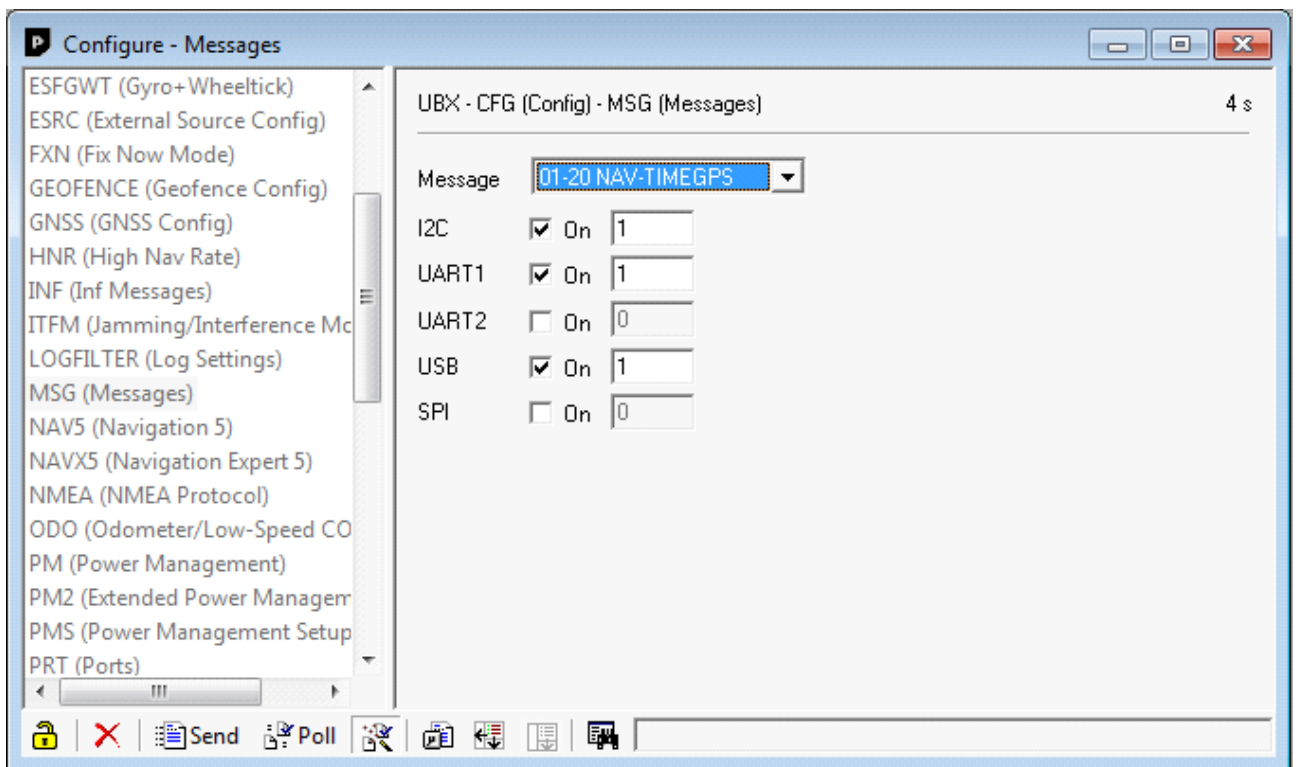 Configure - Messages
ESFGWT (Gyro+Wheeltick)
ESRC (External Source Config)
FXN (Fix Now Mode)
GEOFENCE (Geofence Config)
GNSS (GNSS Config)
HNR (High Nav Rate)
INF (Inf Messages)
ITFM (Jamming/Interference Mc
LOGFILTER (Log Settings)
MSG (Messages)
NAV5 (Navigation 5)
NAVX5 (Navigation Expert 5)
NMEA (NMEA Protocol)
ODO (Odometer/Low-Speed CO
PM (Power Management)
PM2 (Extended Power Managem
PMS (Power Management Setup
PRT (Ports)
UBX - CFG (Config) - MSG (Messages) 4 s
Message 01-20 NAV-TIMEGPS
I2C On 1
UART1 On 1
UART2 On 0
USB On 1
SPI On 0
Send Poll